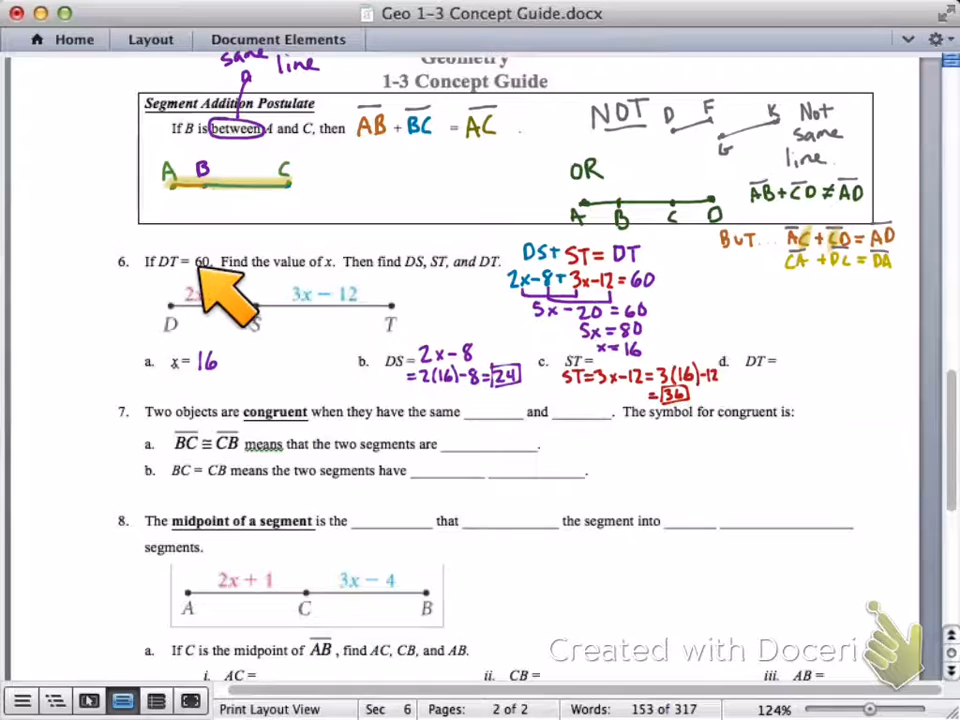 Geo 1-3 Concept Guide.docx
Home Layout Document Elements
same line
Geometry
1-3 Concept Guide
Segment Addition Postulate
If B is between A and C, then AB + BC = AC .
A B C
NOT D F G K Not
same
line.
OR
A B C D
AB + CD ≠ AD
BUT... AC + CD = AD
CA + DC = DA
6. If DT = 60. Find the value of x. Then find DS, ST, and DT.
DS + ST = DT
2x-8 + 3x-12 = 60
5x - 20 = 60
5x = 80
x = 16
3x − 12
D S T
a. x = 16
b. DS = 2x - 8
= 2(16) - 8 = 24
c. ST =
ST = 3x - 12 = 3(16) - 12
= 36
d. DT =
7. Two objects are congruent when they have the same ________ and ________. The symbol for congruent is:
a. BC ≅ CB means that the two segments are ____________.
b. BC = CB means the two segments have _________ ____________.
8. The midpoint of a segment is the __________ that ____________ the segment into _______ _________________
segments.
2x + 1 3x − 4
A C B
a. If C is the midpoint of AB, find AC, CB, and AB.
i. AC = ii. CB = iii. AB =
Created with Doceri
Print Layout View Sec 6 Pages: 2 of 2 Words: 153 of 317 124%